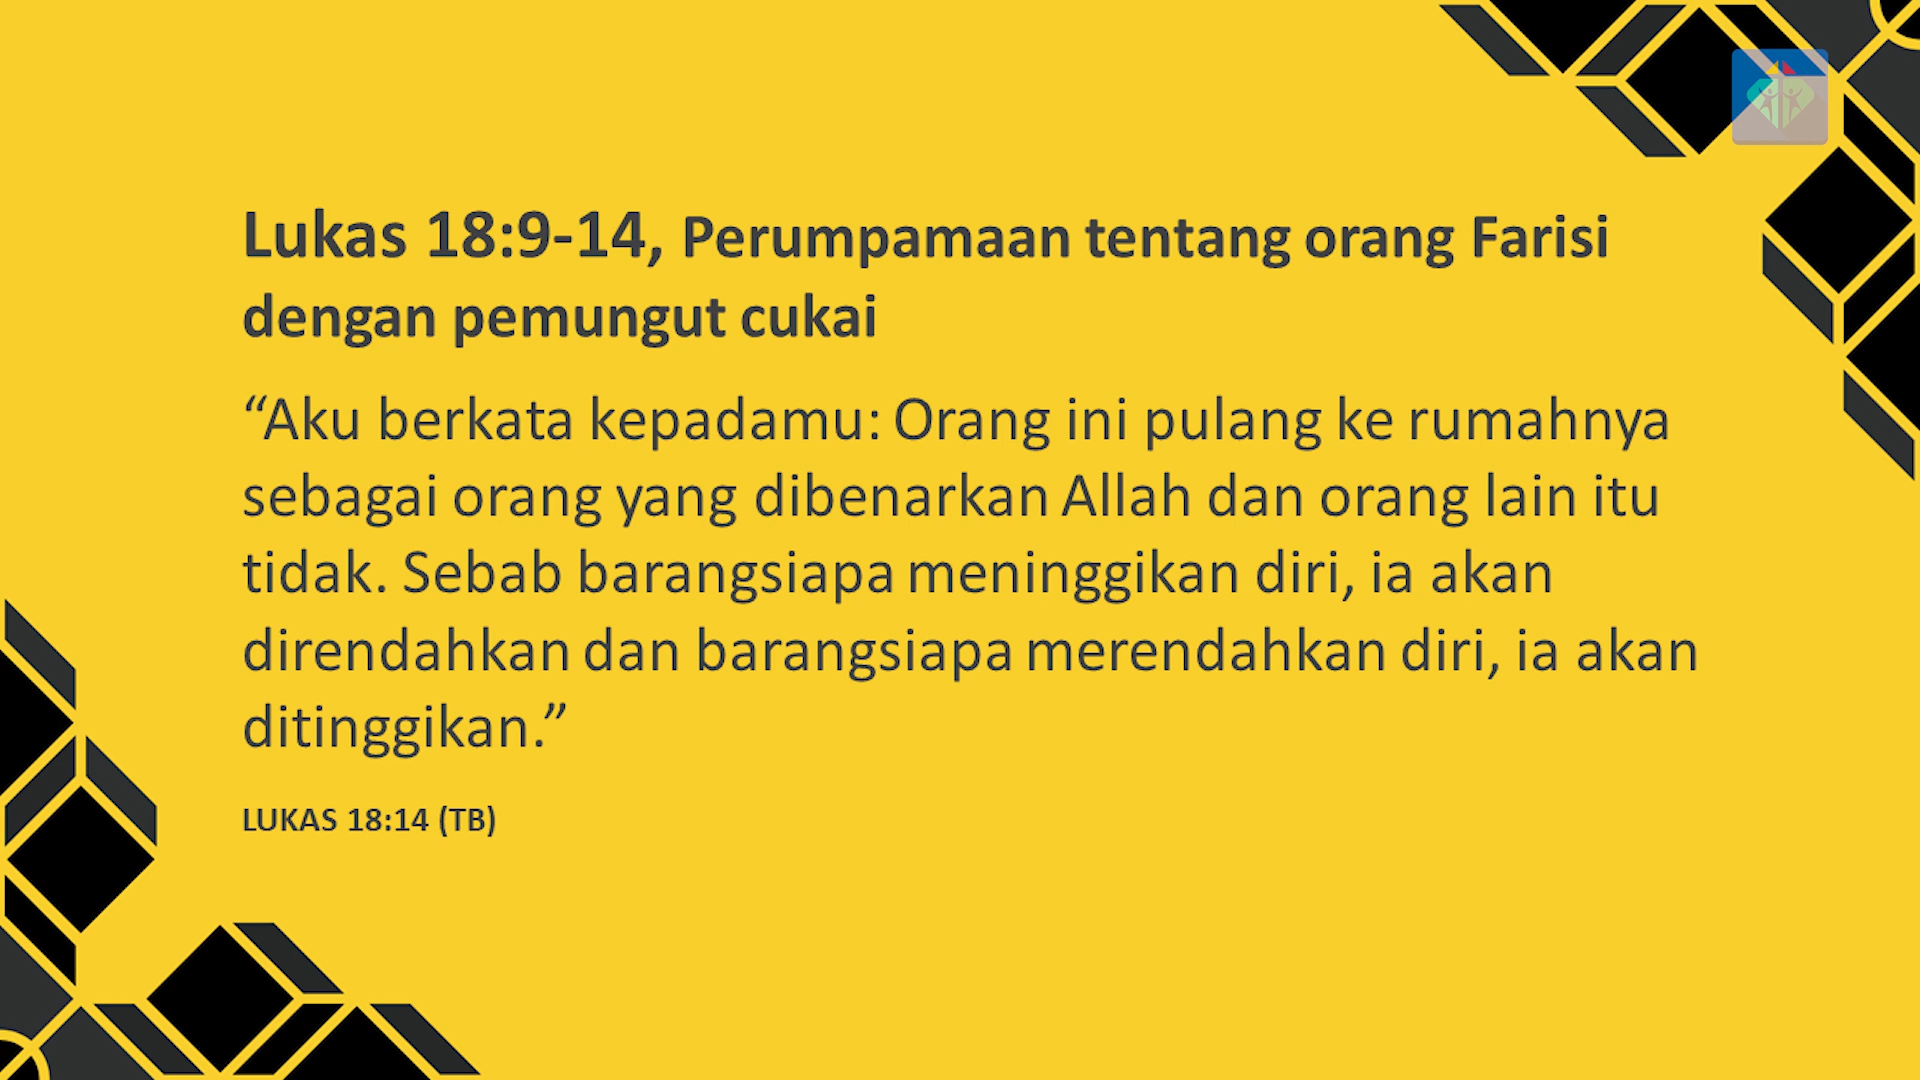 Lukas 18:9-14, Perumpamaan tentang orang Farisi
dengan pemungut cukai
“Aku berkata kepadamu: Orang ini pulang ke rumahnya
sebagai orang yang dibenarkan Allah dan orang lain itu
tidak. Sebab barangsiapa meninggikan diri, ia akan
direndahkan dan barangsiapa merendahkan diri, ia akan
ditinggikan.”
LUKAS 18:14 (TB)